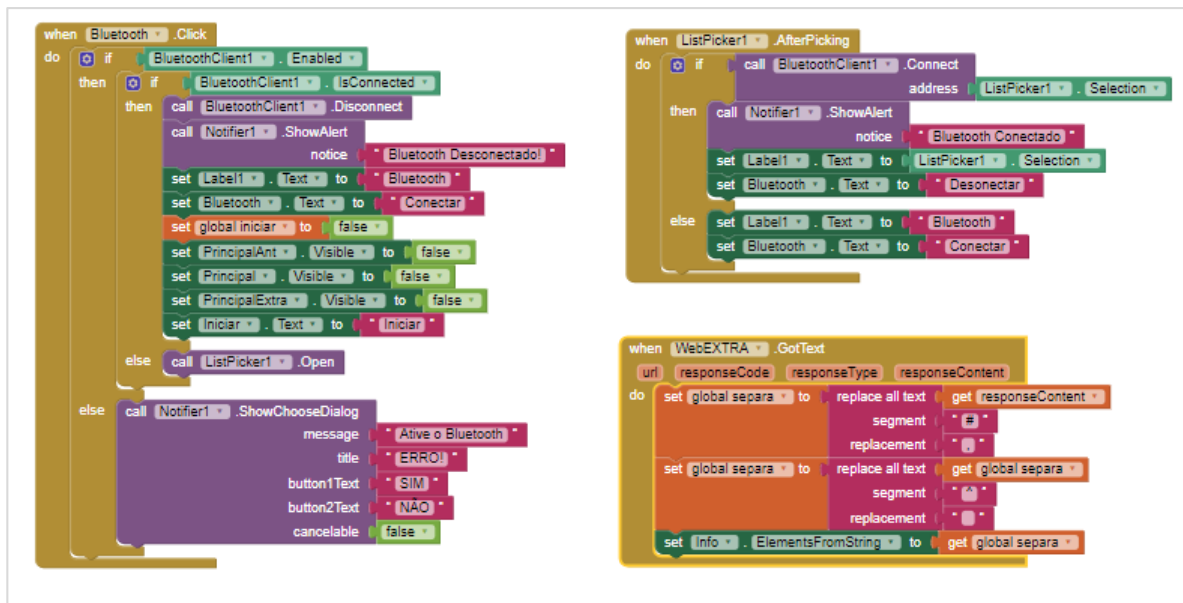 when Bluetooth .Click
do if BluetoothClient1 . Enabled
then if BluetoothClient1 . IsConnected
then call BluetoothClient1 .Disconnect
call Notifier1 .ShowAlert
notice " Bluetooth Desconectado! "
set Label1 . Text to " Bluetooth "
set Bluetooth . Text to " Conectar "
set global iniciar to false
set PrincipalAnt . Visible to false
set Principal . Visible to false
set PrincipalExtra . Visible to false
set Iniciar . Text to " Iniciar "
else call ListPicker1 .Open
else call Notifier1 .ShowChooseDialog
message " Ative o Bluetooth "
title " ERRO! "
button1Text " SIM "
button2Text " NÃO "
cancelable false
when ListPicker1 .AfterPicking
do if call BluetoothClient1 .Connect
address ListPicker1 . Selection
then call Notifier1 .ShowAlert
notice " Bluetooth Conectado "
set Label1 . Text to ListPicker1 . Selection
set Bluetooth . Text to " Desonectar "
else set Label1 . Text to " Bluetooth "
set Bluetooth . Text to " Conectar "
when WebEXTRA .GotText
url responseCode responseType responseContent
do set global separa to replace all text get responseContent
segment " # "
replacement " , "
set global separa to replace all text get global separa
segment " ^ "
replacement " "
set Info . ElementsFromString to get global separa